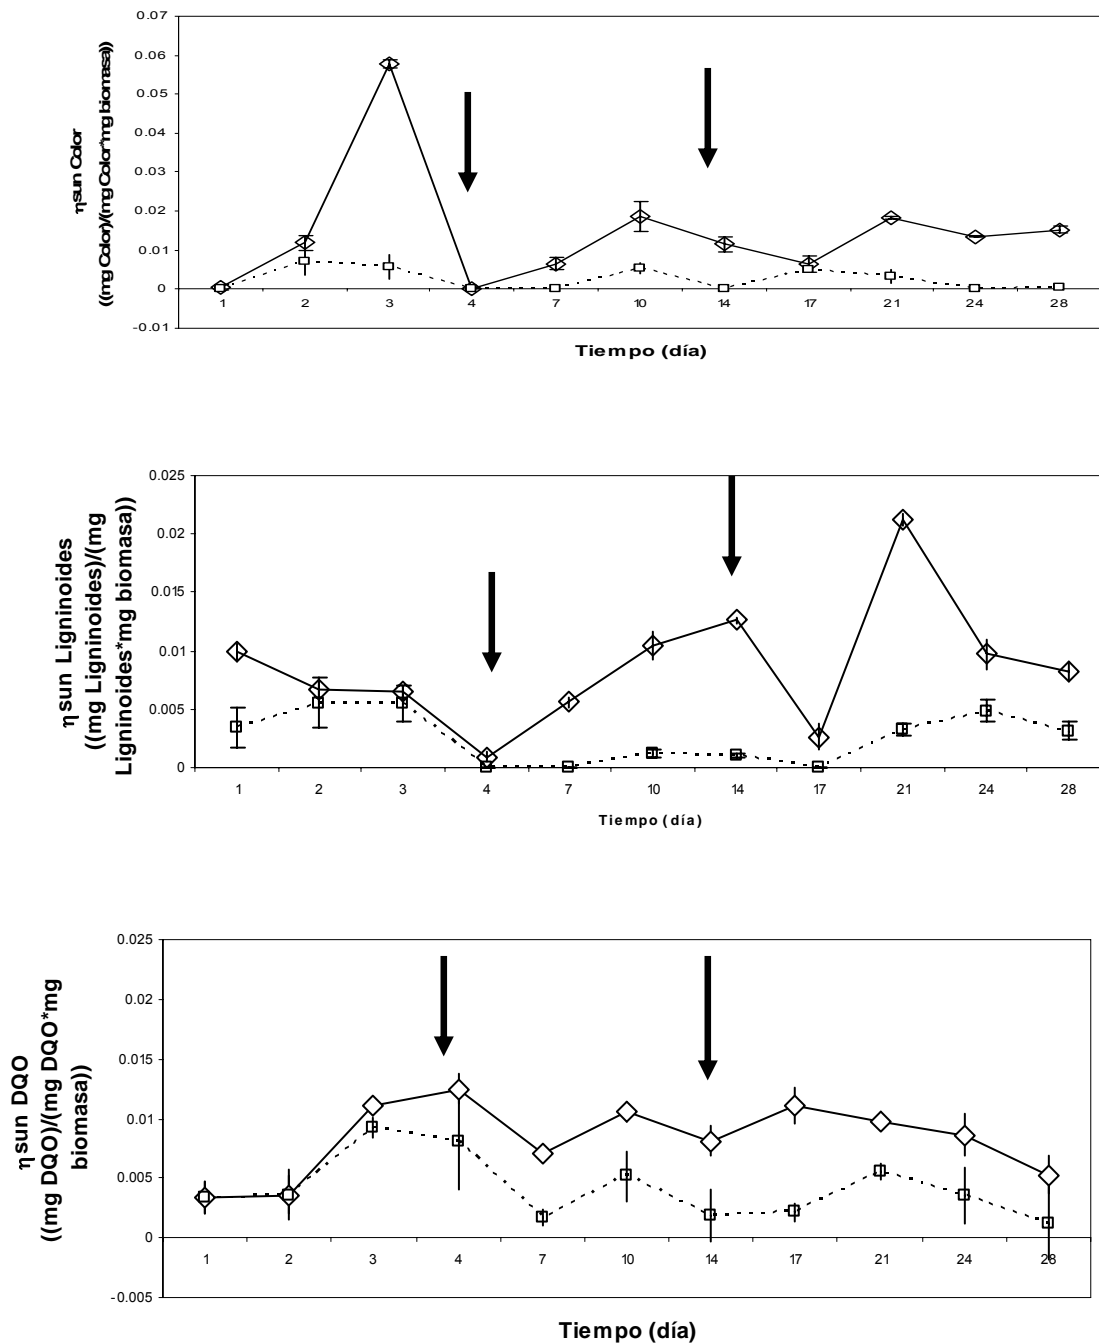 0.07
0.06
0.05
0.04
0.03
0.02
0.01
0
-0.01
ηsun Color
((mg Color)/(mg Color*mg biomasa))
1 2 3 4 7 10 14 17 21 24 28
Tiempo (día)
0.025
0.02
0.015
0.01
0.005
0
ηsun Ligninoides
((mg Ligninoides)/(mg
Ligninoides*mg biomasa))
1 2 3 4 7 10 14 17 21 24 28
Tiempo (día)
0.025
0.02
0.015
0.01
0.005
0
-0.005
ηsun DQO
((mg DQO)/(mg DQO*mg
biomasa))
1 2 3 4 7 10 14 17 21 24 28
Tiempo (día)